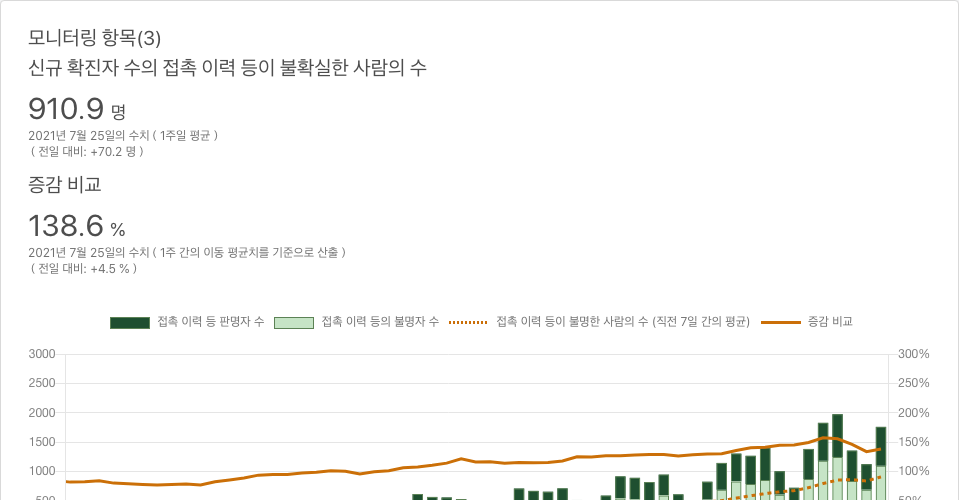 모니터링 항목(3)
신규 확진자 수의 접촉 이력 등이 불확실한 사람의 수
910.9 명
2021년 7월 25일의 수치 ( 1주일 평균 )
( 전일 대비: +70.2 명 )
증감 비교
138.6 %
2021년 7월 25일의 수치 ( 1주 간의 이동 평균치를 기준으로 산출 )
( 전일 대비: +4.5 % )
접촉 이력 등 판명자 수 접촉 이력 등의 불명자 수 접촉 이력 등이 불명한 사람의 수 (직전 7일 간의 평균) 증감 비교
3000 300%
2500 250%
2000 200%
1500 150%
1000 100%
500 50%